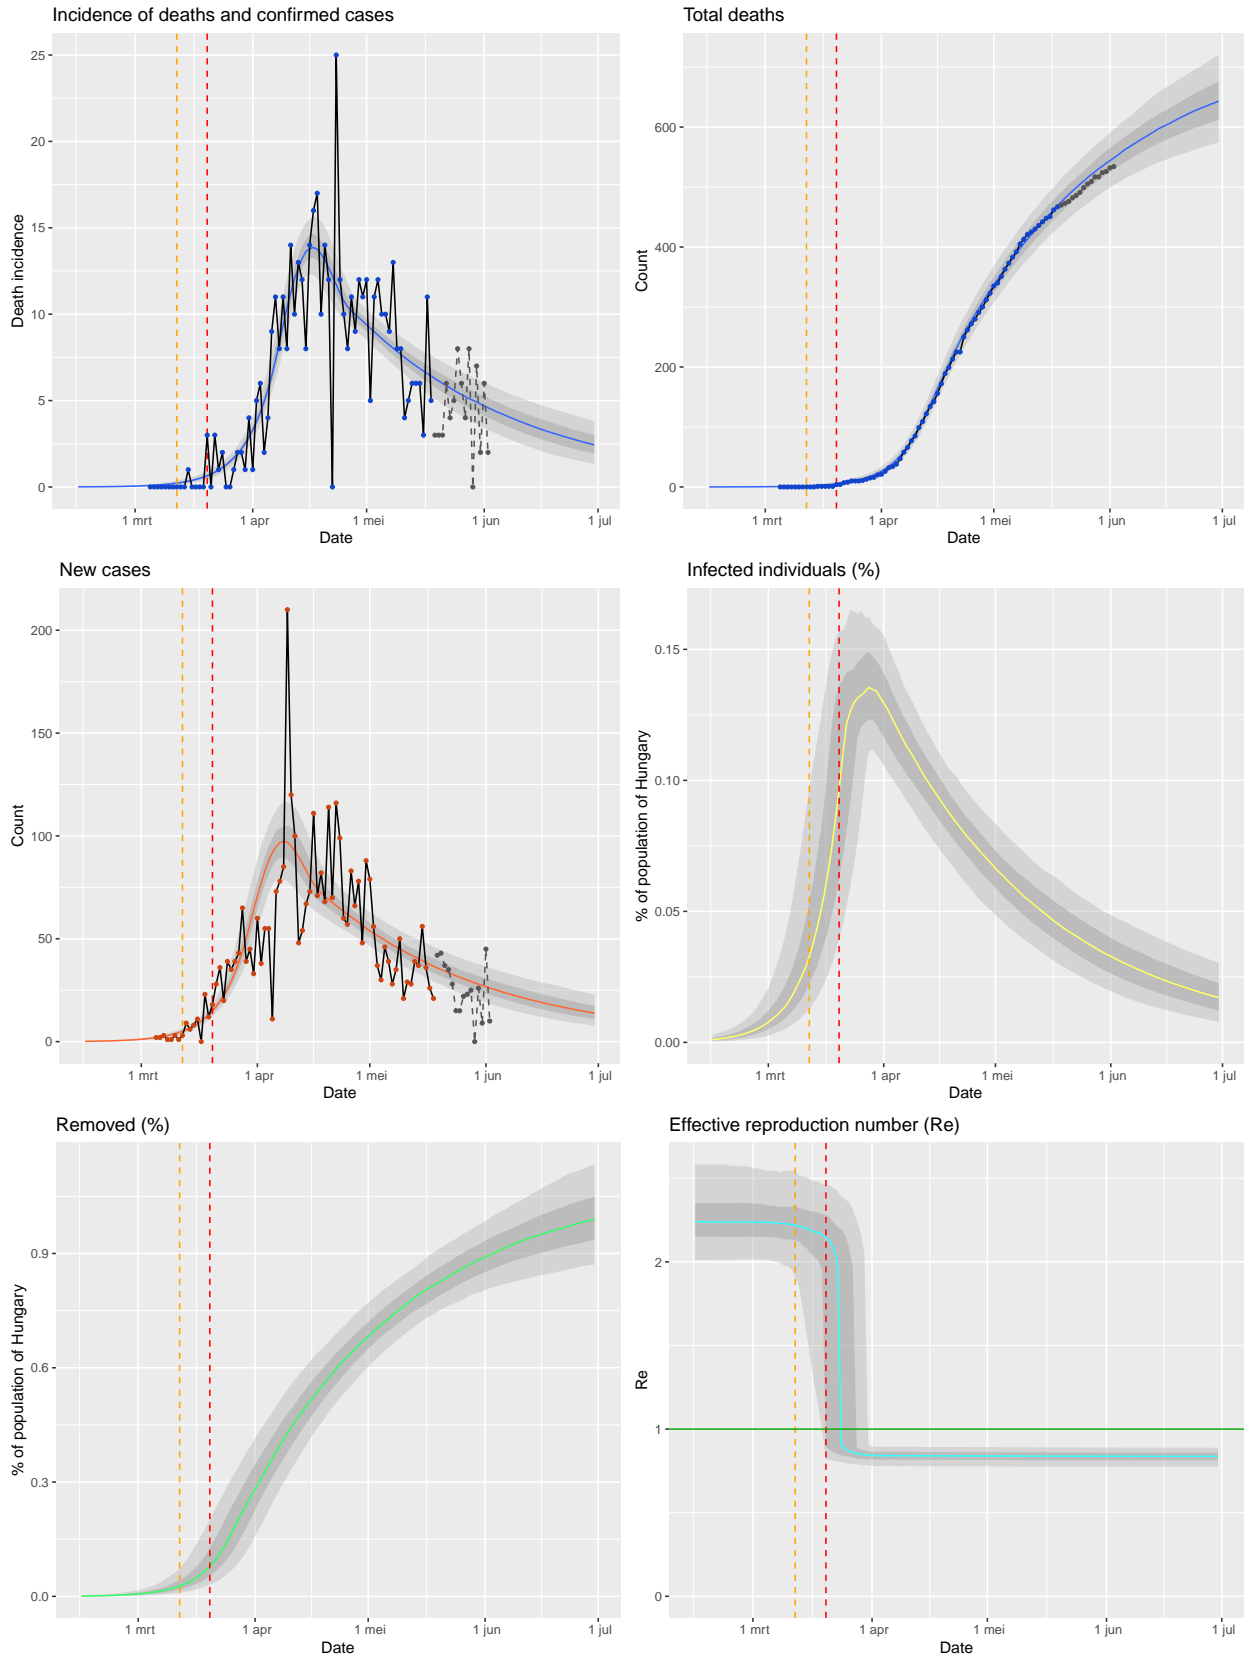 Incidence of deaths and confirmed cases
Death incidence
25
20
15
10
5
0
1 mrt 1 apr 1 mei 1 jun 1 jul
Date
Total deaths
Count
600
400
200
0
1 mrt 1 apr 1 mei 1 jun 1 jul
Date
New cases
Count
200
150
100
50
0
1 mrt 1 apr 1 mei 1 jun 1 jul
Date
Infected individuals (%)
% of population of Hungary
0.15
0.10
0.05
0.00
1 mrt 1 apr 1 mei 1 jun 1 jul
Date
Removed (%)
% of population of Hungary
0.9
0.6
0.3
0.0
1 mrt 1 apr 1 mei 1 jun 1 jul
Date
Effective reproduction number (Re)
Re
2
1
0
1 mrt 1 apr 1 mei 1 jun 1 jul
Date